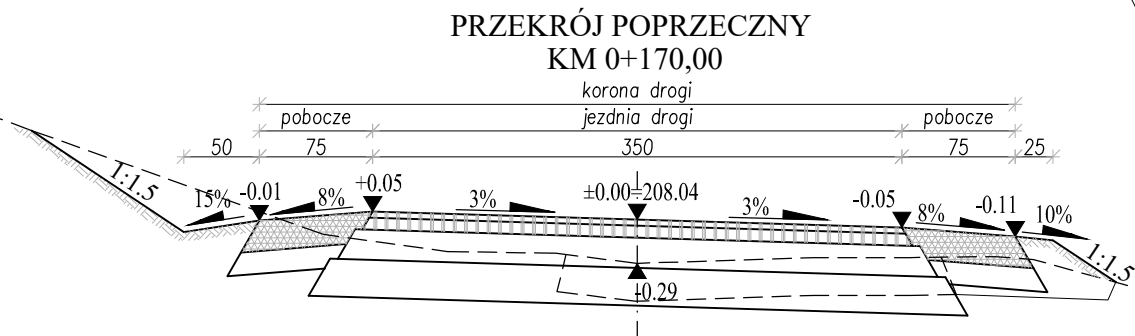 PRZEKRÓJ POPRZECZNY
KM 0+170,00
korona drogi
pobocze jezdnia drogi pobocze
50 75 350 75 25
1:1.5 15% -0.01 8% +0.05 3% ±0.00=208.04 3% -0.05 8% -0.11 10% 1:1.5
-0.29